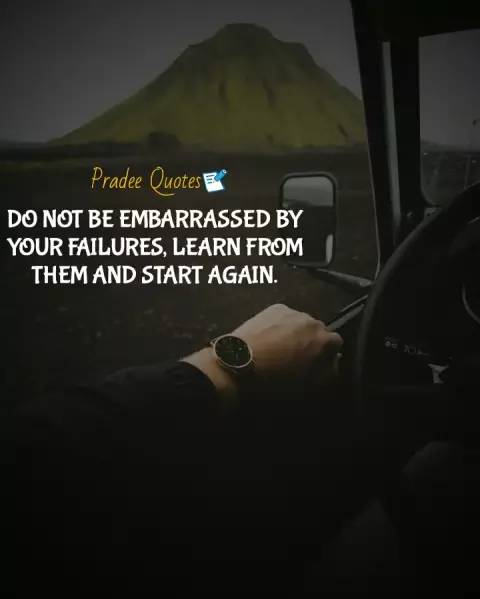 Pradee Quotes📝
DO NOT BE EMBARRASSED BY
YOUR FAILURES, LEARN FROM
THEM AND START AGAIN.